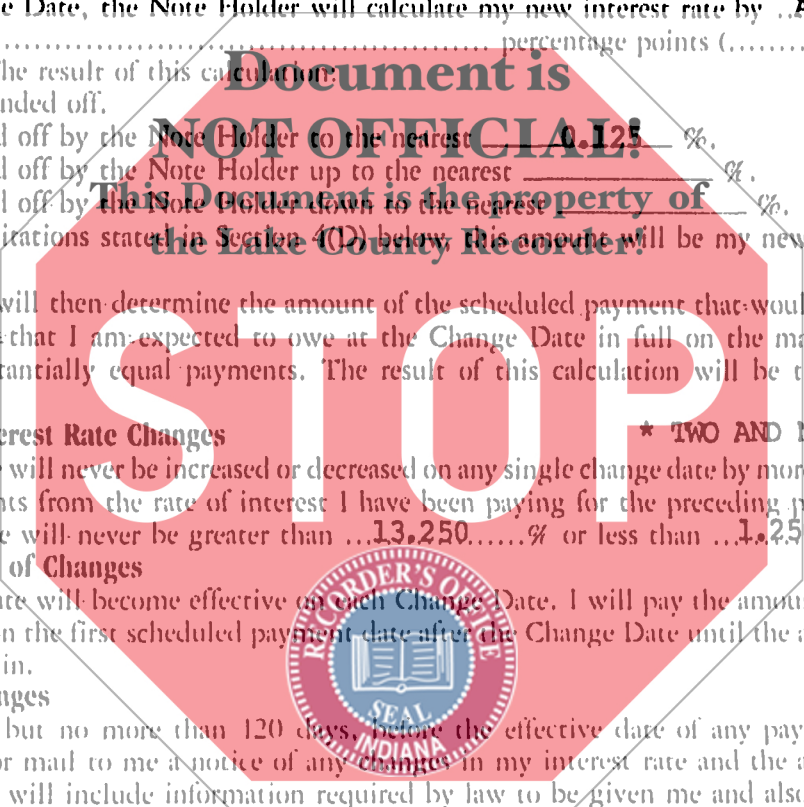 e Date, the Note Holder will calculate my new interest rate by ..
.................................................... percentage points (........
The result of this calculation:
Document is
nded off.
d off by the Note Holder to the nearest 0.125 %.
NOT OFFICIAL!
d off by the Note Holder up to the nearest ________ %.
This Document is the property of
d off by the Note Holder down to the nearest ________ %.
itations stated in Section 4(D) below, this amount will be my new
the Lake County Recorder!
will then determine the amount of the scheduled payment that woul
that I am expected to owe at the Change Date in full on the ma
tantially equal payments. The result of this calculation will be t
STOP
erest Rate Changes * TWO AND
will never be increased or decreased on any single change date by mor
nts from the rate of interest I have been paying for the preceding
e will never be greater than ...13.250......% or less than ...1.25
of Changes
ate will become effective on each Change Date. I will pay the amou
on the first scheduled payment date after the Change Date until the a
in.
nges
but no more than 120 days, before the effective date of any pay
or mail to me a notice of any changes in my interest rate and the a
will include information required by law to be given me and also
RECORDER'S OFFICE
SEAL
INDIANA